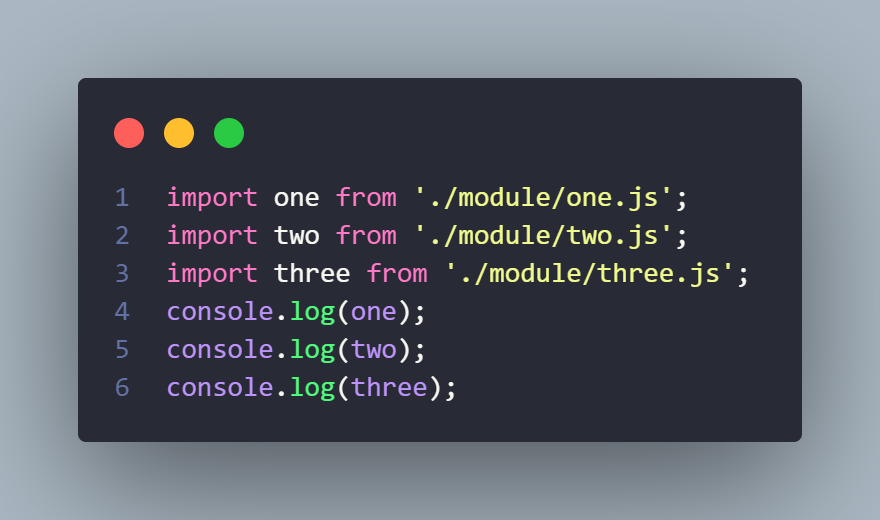 1 import one from './module/one.js';
2 import two from './module/two.js';
3 import three from './module/three.js';
4 console.log(one);
5 console.log(two);
6 console.log(three);